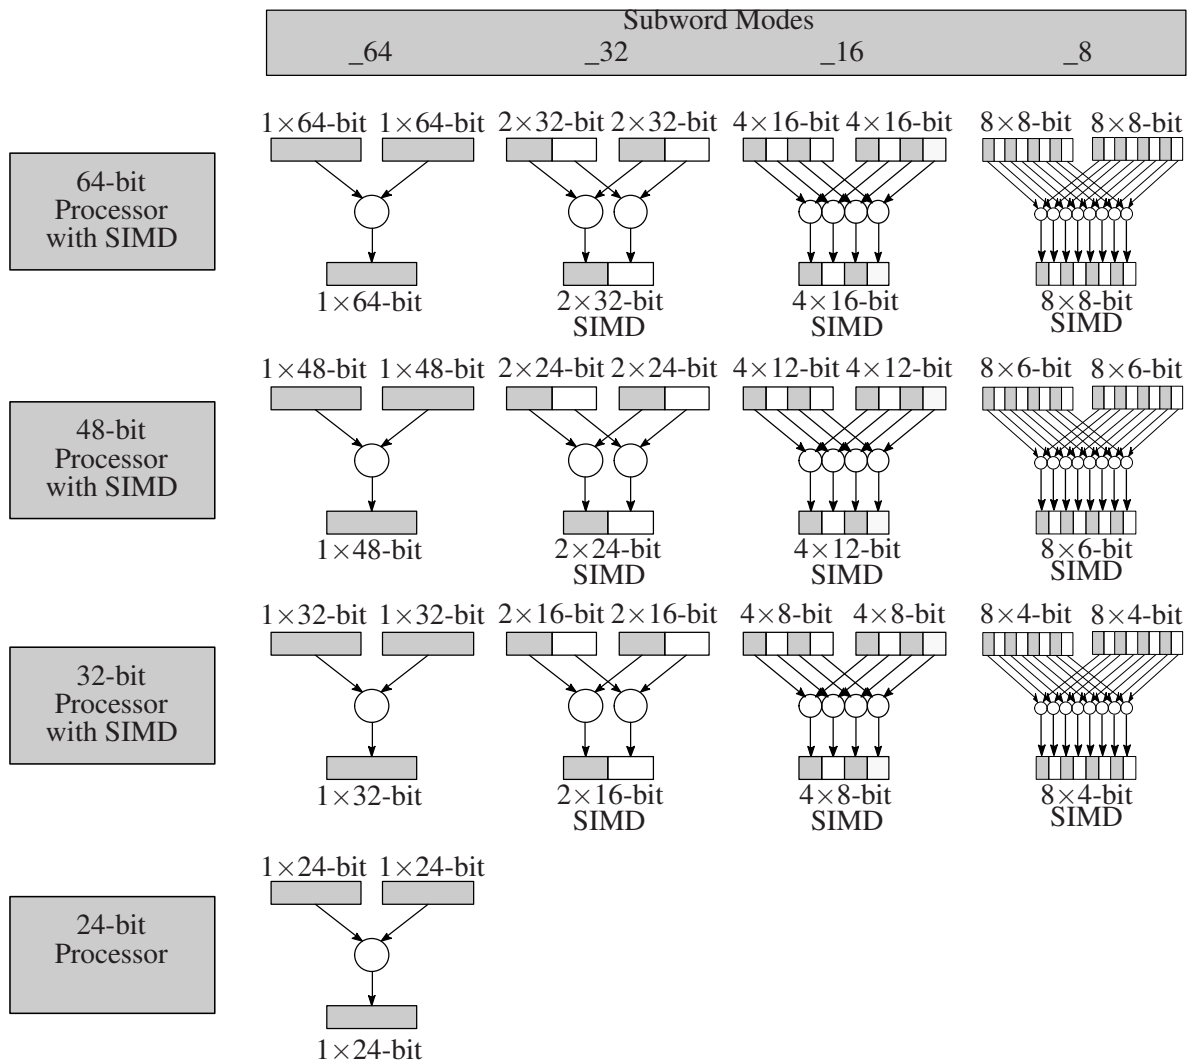 Subword Modes
_64 _32 _16 _8
1×64-bit 1×64-bit 2×32-bit 2×32-bit 4×16-bit 4×16-bit 8×8-bit 8×8-bit
64-bit
Processor
with SIMD
1×64-bit 2×32-bit 4×16-bit 8×8-bit
SIMD SIMD SIMD
1×48-bit 1×48-bit 2×24-bit 2×24-bit 4×12-bit 4×12-bit 8×6-bit 8×6-bit
48-bit
Processor
with SIMD
1×48-bit 2×24-bit 4×12-bit 8×6-bit
SIMD SIMD SIMD
1×32-bit 1×32-bit 2×16-bit 2×16-bit 4×8-bit 4×8-bit 8×4-bit 8×4-bit
32-bit
Processor
with SIMD
1×32-bit 2×16-bit 4×8-bit 8×4-bit
SIMD SIMD SIMD
1×24-bit 1×24-bit
24-bit
Processor
1×24-bit